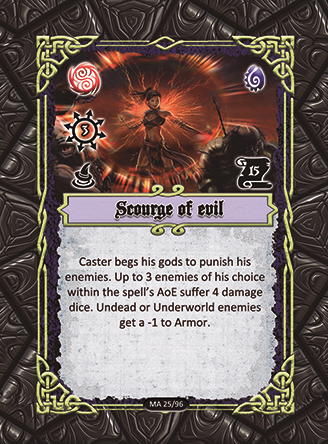 3
15
Scourge of evil
Caster begs his gods to punish his
enemies. Up to 3 enemies of his choice
within the spell's AoE suffer 4 damage
dice. Undead or Underworld enemies
get a -1 to Armor.
MA 25/96